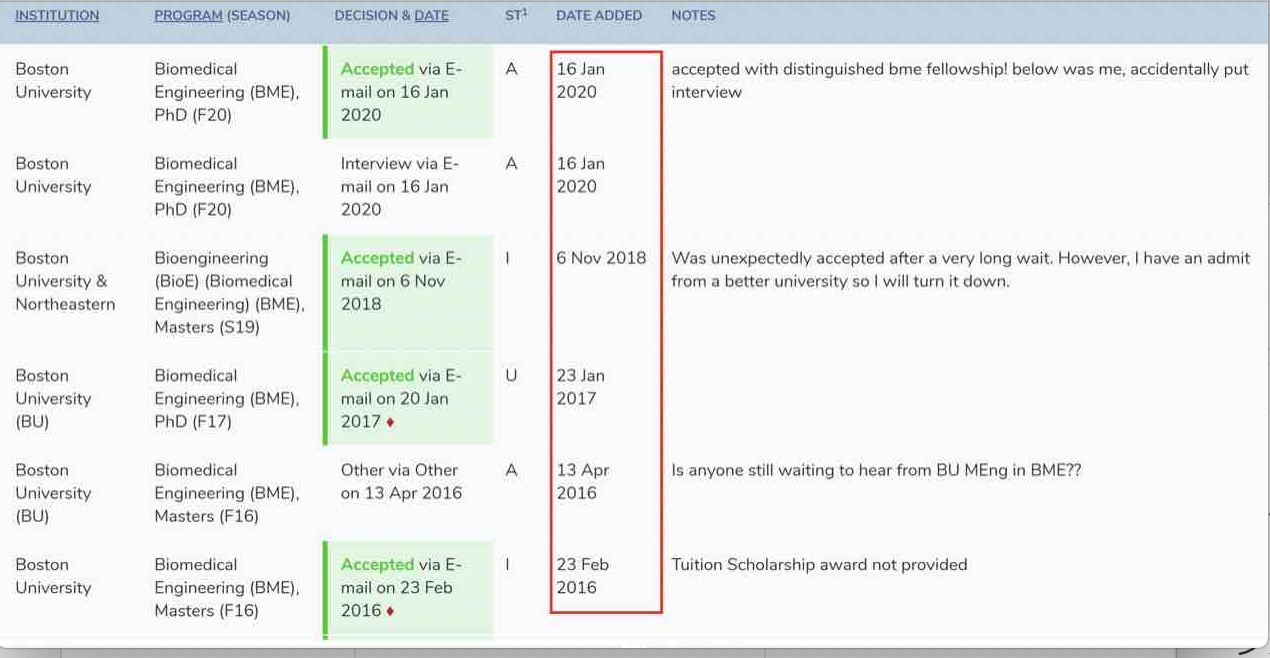 INSTITUTION PROGRAM (SEASON) DECISION & DATE ST¹ DATE ADDED NOTES
Boston Biomedical Accepted via E- A 16 Jan accepted with distinguished bme fellowship! below was me, accidentally put
University Engineering (BME), mail on 16 Jan 2020 interview
PhD (F20) 2020
Boston Biomedical Interview via E- A 16 Jan
University Engineering (BME), mail on 16 Jan 2020
PhD (F20) 2020
Boston Bioengineering Accepted via E- I 6 Nov 2018 Was unexpectedly accepted after a very long wait. However, I have an admit
University & (BioE) (Biomedical mail on 6 Nov from a better university so I will turn it down.
Northeastern Engineering) (BME), 2018
Masters (S19)
Boston Biomedical Accepted via E- U 23 Jan
University Engineering (BME), mail on 20 Jan 2017
(BU) PhD (F17) 2017 ♦
Boston Biomedical Other via Other A 13 Apr Is anyone still waiting to hear from BU MEng in BME??
University Engineering (BME), on 13 Apr 2016 2016
(BU) Masters (F16)
Boston Biomedical Accepted via E- I 23 Feb Tuition Scholarship award not provided
University Engineering (BME), mail on 23 Feb 2016
Masters (F16) 2016 ♦